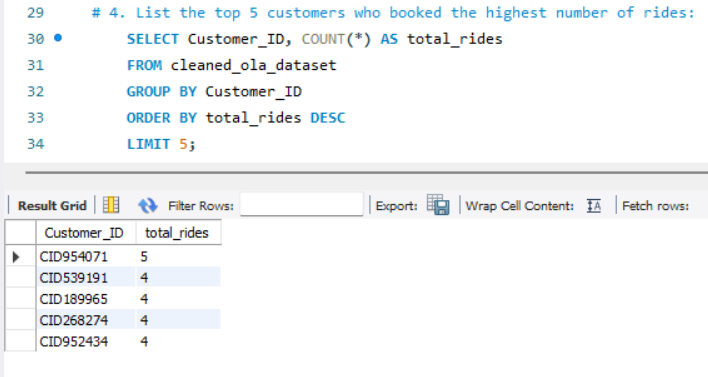 29 # 4. List the top 5 customers who booked the highest number of rides:
30 SELECT Customer_ID, COUNT(*) AS total_rides
31 FROM cleaned_ola_dataset
32 GROUP BY Customer_ID
33 ORDER BY total_rides DESC
34 LIMIT 5;
Result Grid Filter Rows: Export: Wrap Cell Content: IA Fetch rows:
Customer_ID total_rides
CID954071 5
CID539191 4
CID189965 4
CID268274 4
CID952434 4